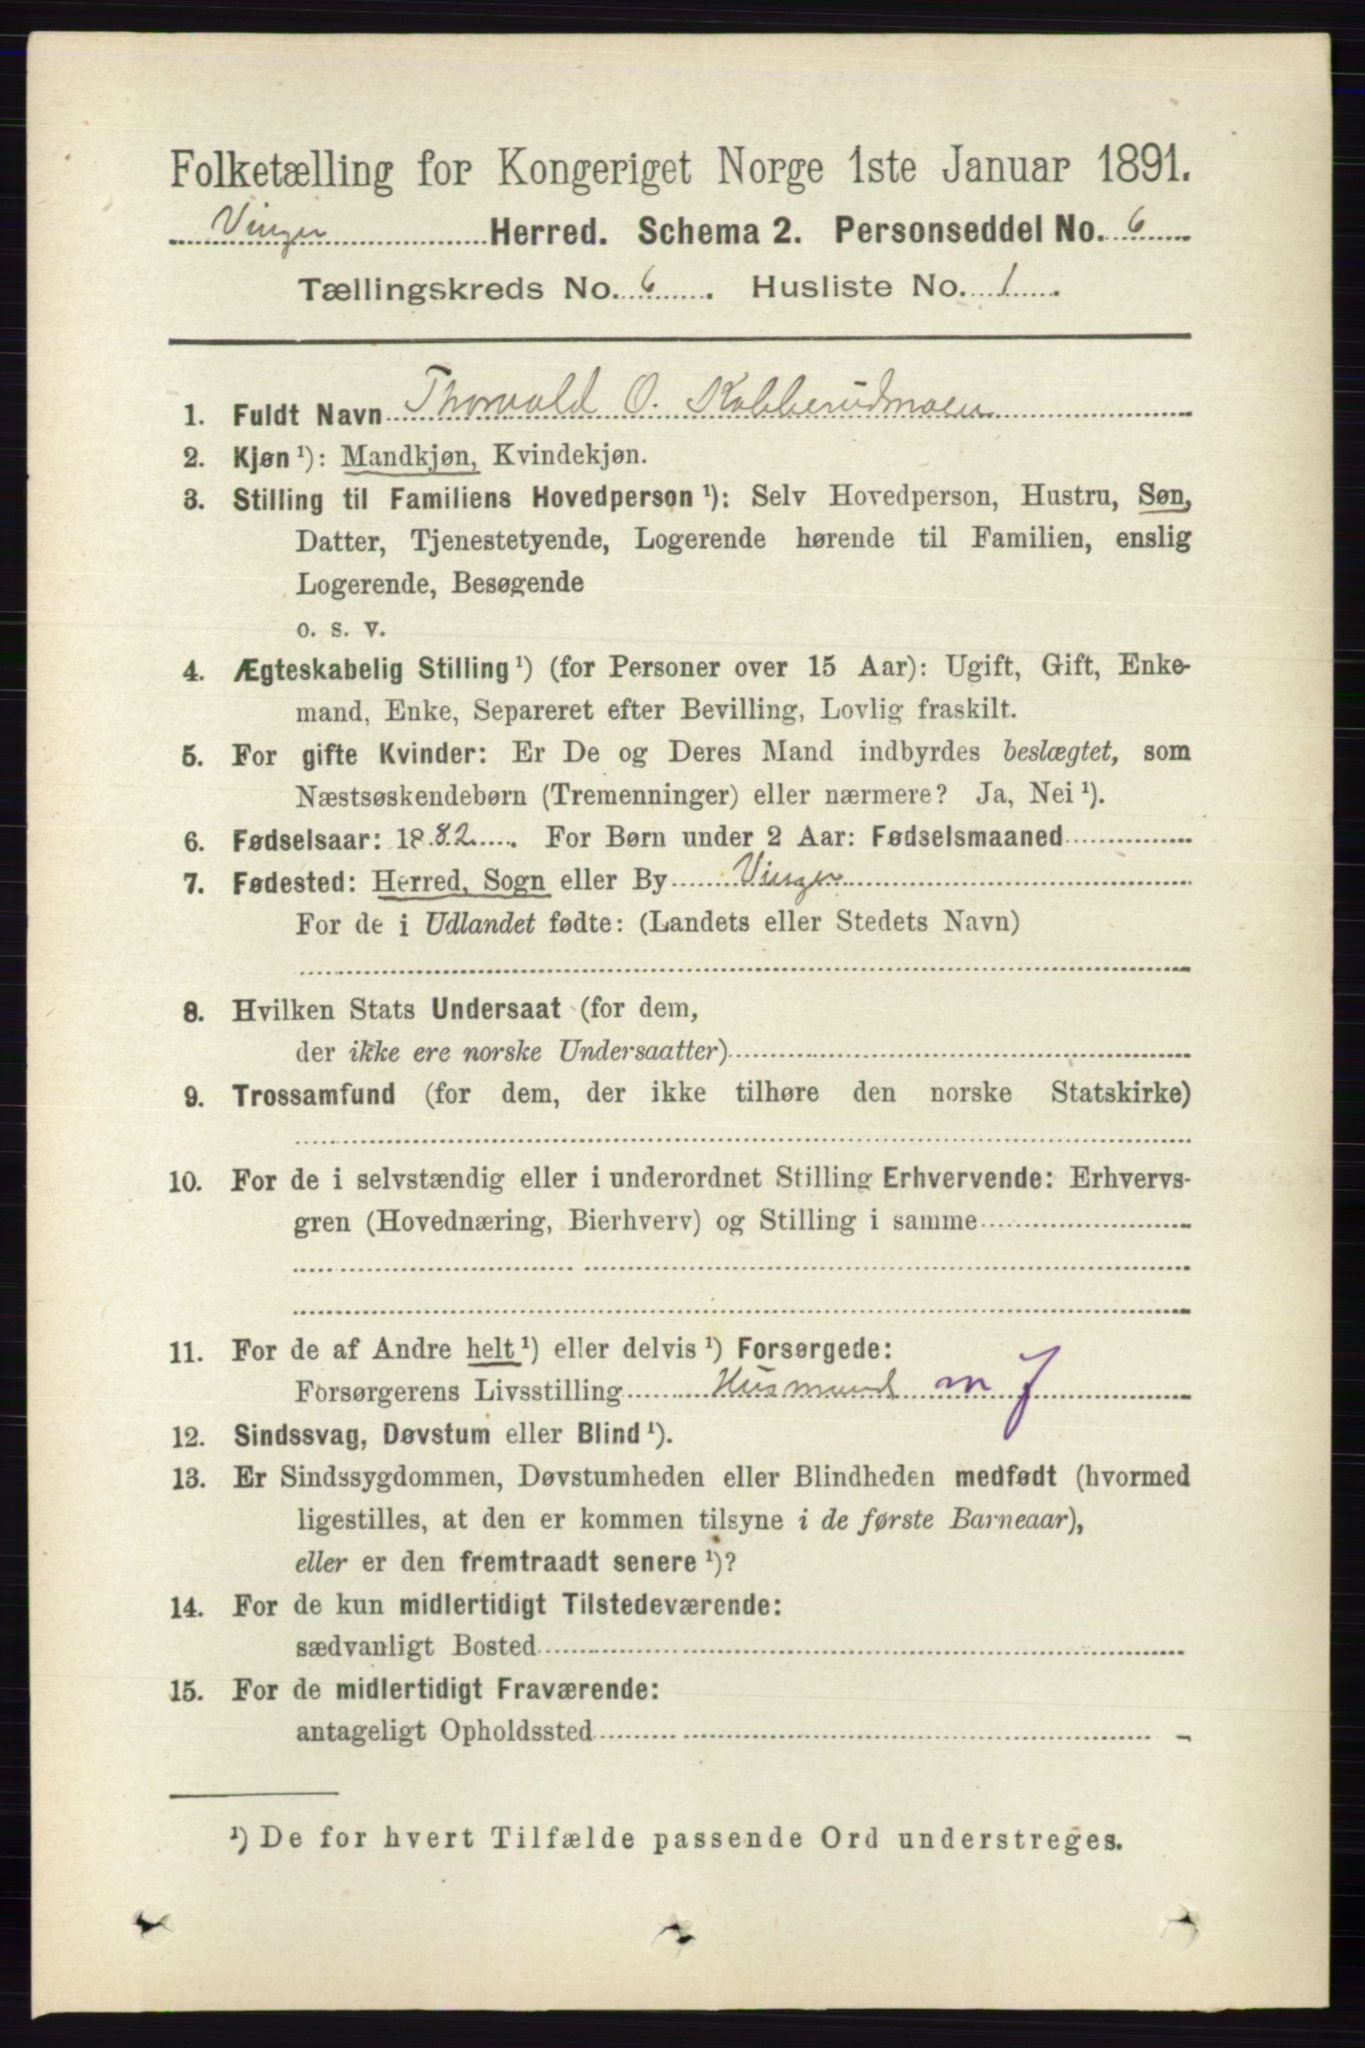 Folketælling for Kongeriget Norge 1ste Januar 1891.
Vinger Herred. Schema 2. Personseddel No. 6
Tællingskreds No. 6. Husliste No. 1.
1. Fuldt Navn Thorvald O. Kobberudmoen
2. Kjøn ¹): Mandkjøn, Kvindekjøn.
3. Stilling til Familiens Hovedperson ¹): Selv Hovedperson, Hustru, Søn,
Datter, Tjenestetyende, Logerende hørende til Familien, enslig
Logerende, Besøgende
o. s. v.
4. Ægteskabelig Stilling ¹) (for Personer over 15 Aar): Ugift, Gift, Enke-
mand, Enke, Separeret efter Bevilling, Lovlig fraskilt.
5. For gifte Kvinder: Er De og Deres Mand indbyrdes beslægtet, som
Næstsøskendebørn (Tremenninger) eller nærmere? Ja, Nei ¹).
6. Fødselsaar: 1882. For Børn under 2 Aar: Fødselsmaaned
7. Fødested: Herred, Sogn eller By Vinger
For de i Udlandet fødte: (Landets eller Stedets Navn)
8. Hvilken Stats Undersaat (for dem,
der ikke ere norske Undersaatter)
9. Trossamfund (for dem, der ikke tilhøre den norske Statskirke)
10. For de i selvstændig eller i underordnet Stilling Erhvervende: Erhvervs-
gren (Hovednæring, Bierhverv) og Stilling i samme
11. For de af Andre helt ¹) eller delvis ¹) Forsørgede:
Forsørgerens Livsstilling Husmand m J
12. Sindssvag, Døvstum eller Blind ¹).
13. Er Sindssygdommen, Døvstumheden eller Blindheden medfødt (hvormed
ligestilles, at den er kommen tilsyne i de første Barneaar),
eller er den fremtraadt senere ¹)?
14. For de kun midlertidigt Tilstedeværende:
sædvanligt Bosted
15. For de midlertidigt Fraværende:
antageligt Opholdssted
¹) De for hvert Tilfælde passende Ord understreges.